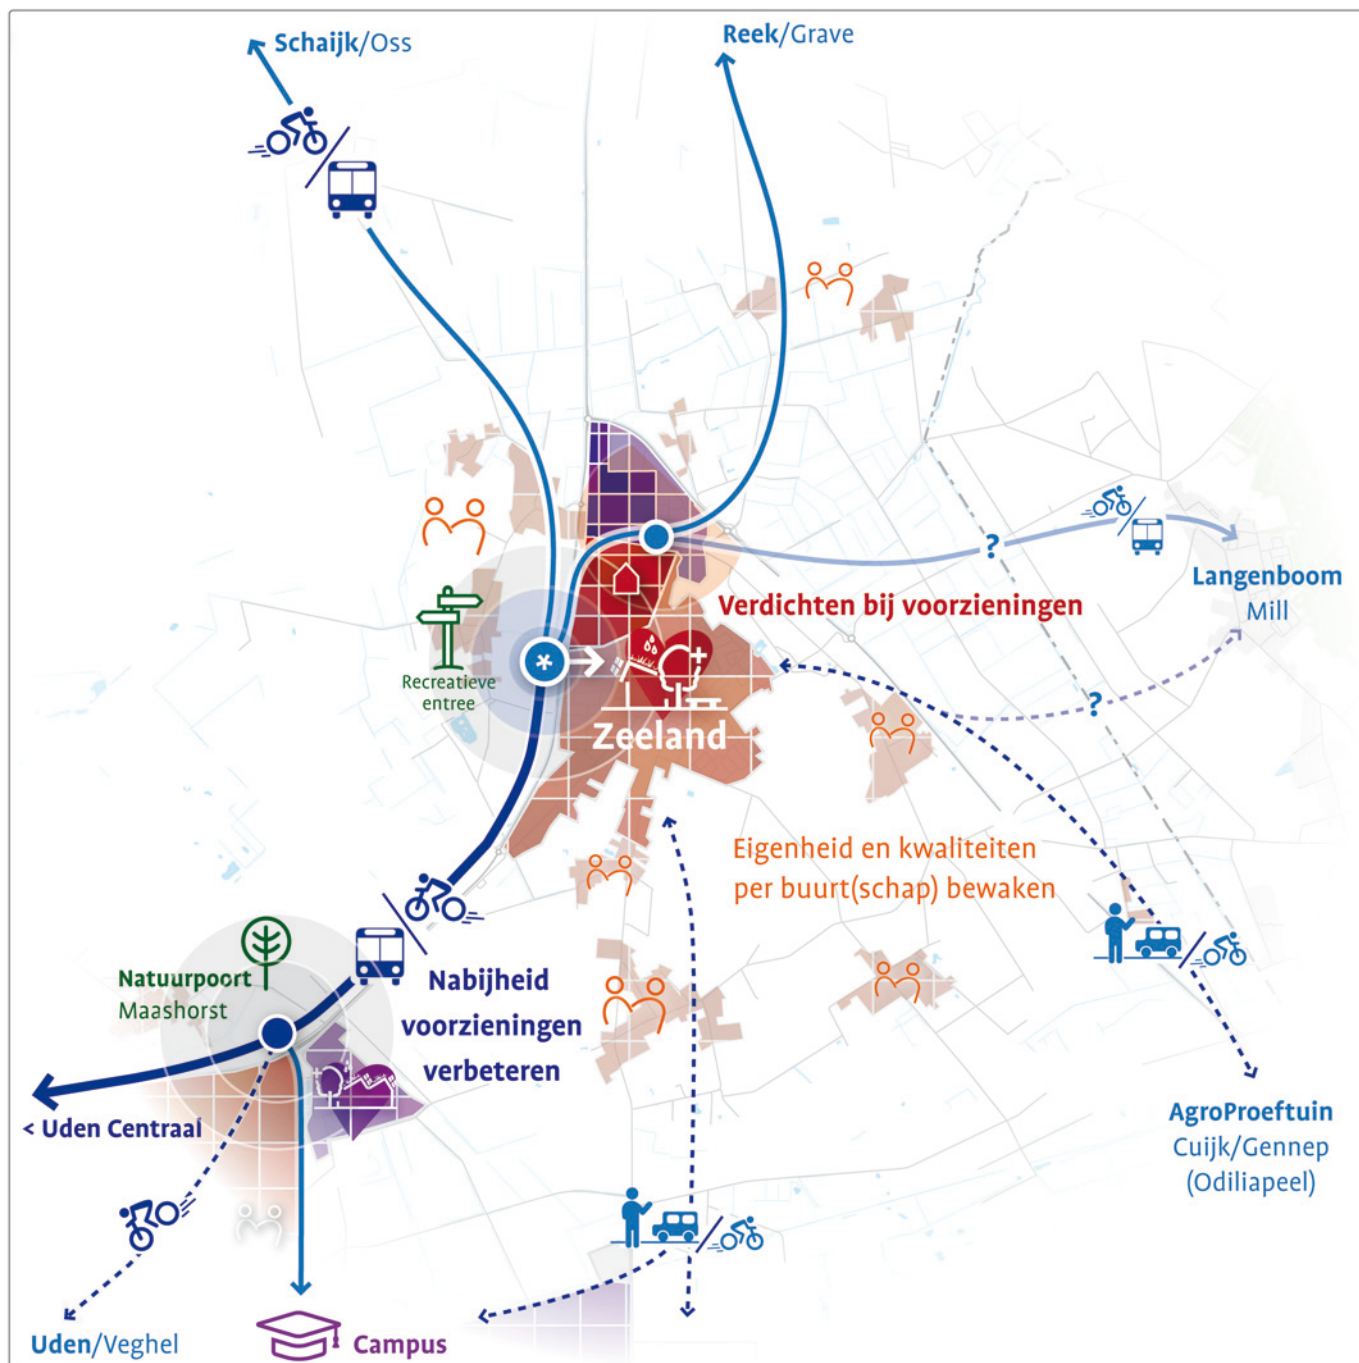 Schaijk/Oss
Reek/Grave
?
Langenboom
Mill
Verdichten bij voorzieningen
Recreatieve
entree
*
Zeeland
?
Eigenheid en kwaliteiten
per buurt(schap) bewaken
Natuurpoort
Maashorst
Nabijheid
voorzieningen
verbeteren
< Uden Centraal
AgroProeftuin
Cuijk/Gennep
(Odiliapeel)
Uden/Veghel
Campus